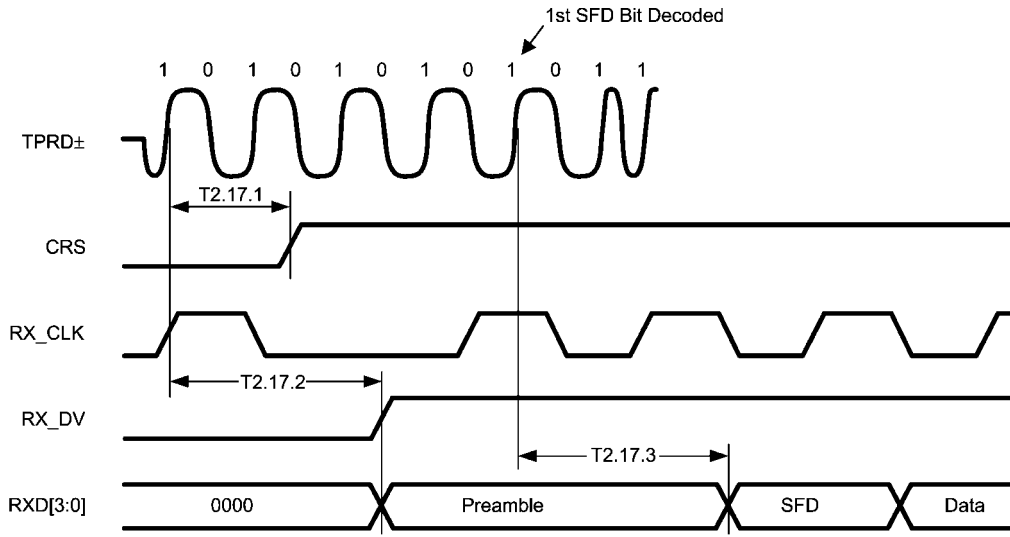 1st SFD Bit Decoded
1 0 1 0 1 0 1 0 1 0 1 1
TPRD±
T2.17.1
CRS
RX_CLK
T2.17.2
RX_DV
T2.17.3
RXD[3:0] 0000 Preamble SFD Data